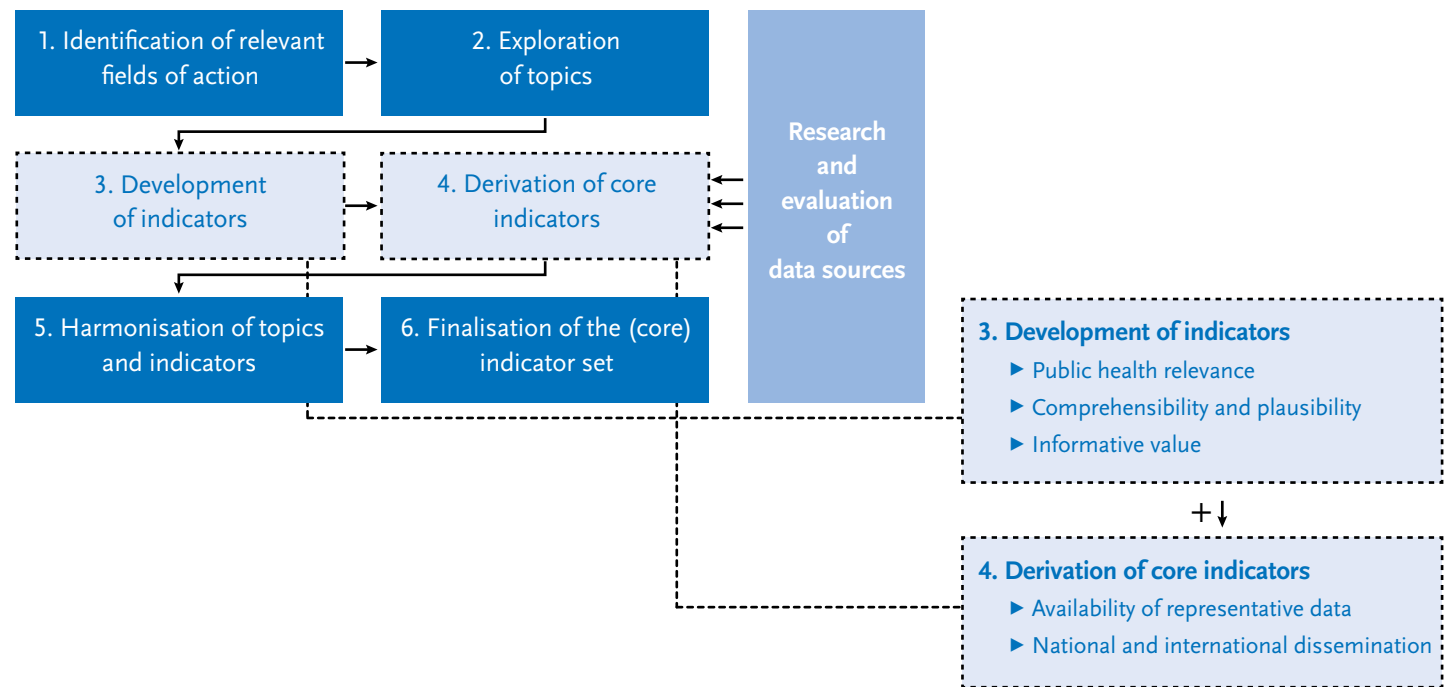 1. Identification of relevant
fields of action
2. Exploration
of topics
3. Development
of indicators
4. Derivation of core
indicators
5. Harmonisation of topics
and indicators
6. Finalisation of the (core)
indicator set
Research
and
evaluation
of
data sources
3. Development of indicators
▶ Public health relevance
▶ Comprehensibility and plausibility
▶ Informative value
+
4. Derivation of core indicators
▶ Availability of representative data
▶ National and international dissemination